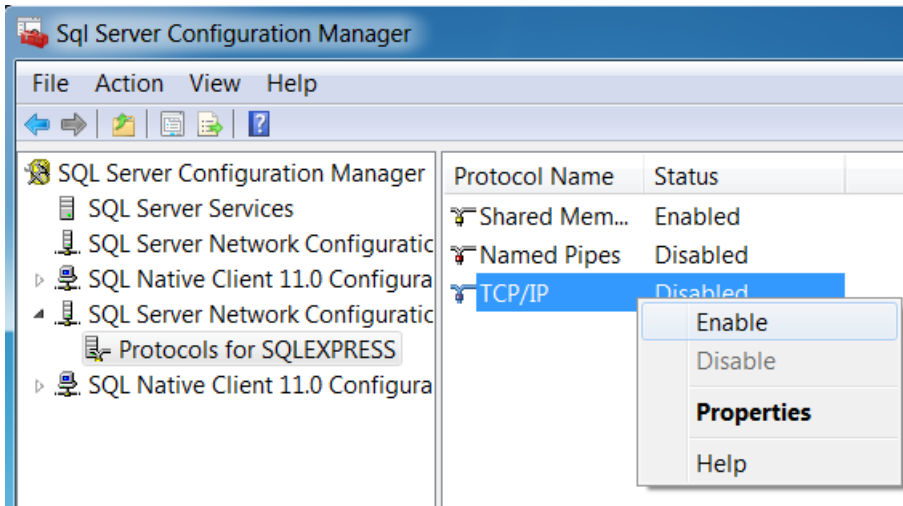 Sql Server Configuration Manager
File Action View Help
SQL Server Configuration Manager
SQL Server Services
SQL Server Network Configuratic
SQL Native Client 11.0 Configura
SQL Server Network Configuratic
Protocols for SQLEXPRESS
SQL Native Client 11.0 Configura
Protocol Name Status
Shared Mem... Enabled
Named Pipes Disabled
TCP/IP Disabled
Enable
Disable
Properties
Help